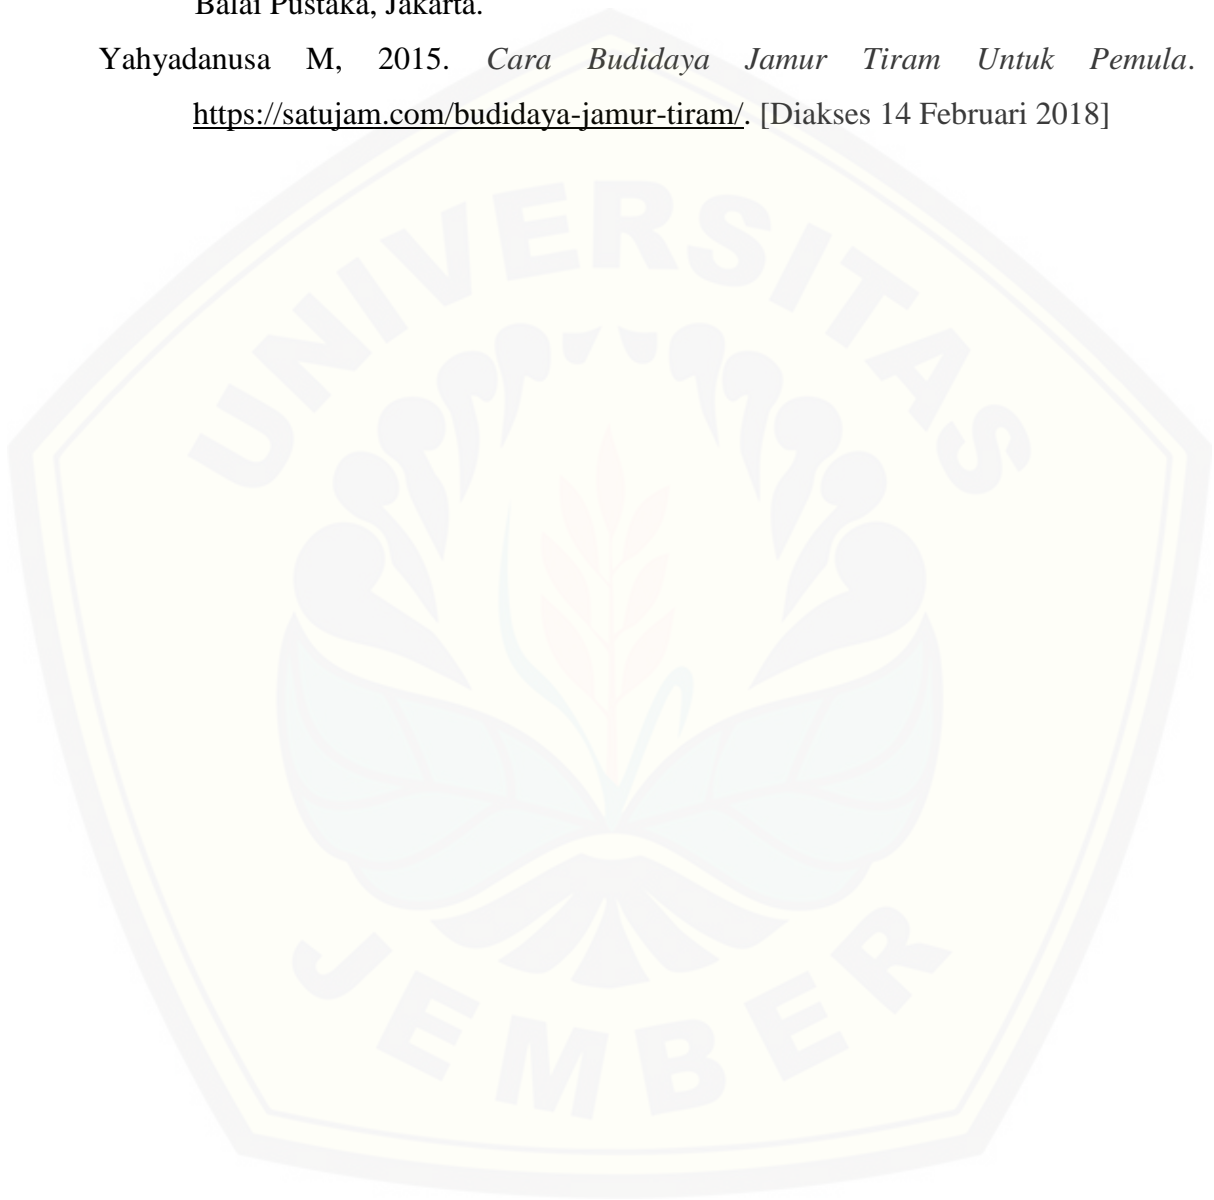 Balai Pustaka, Jakarta.
Yahyadanusa M, 2015. Cara Budidaya Jamur Tiram Untuk Pemula.
https://satujam.com/budidaya-jamur-tiram/. [Diakses 14 Februari 2018]
UNIVERSITAS
JEMBER